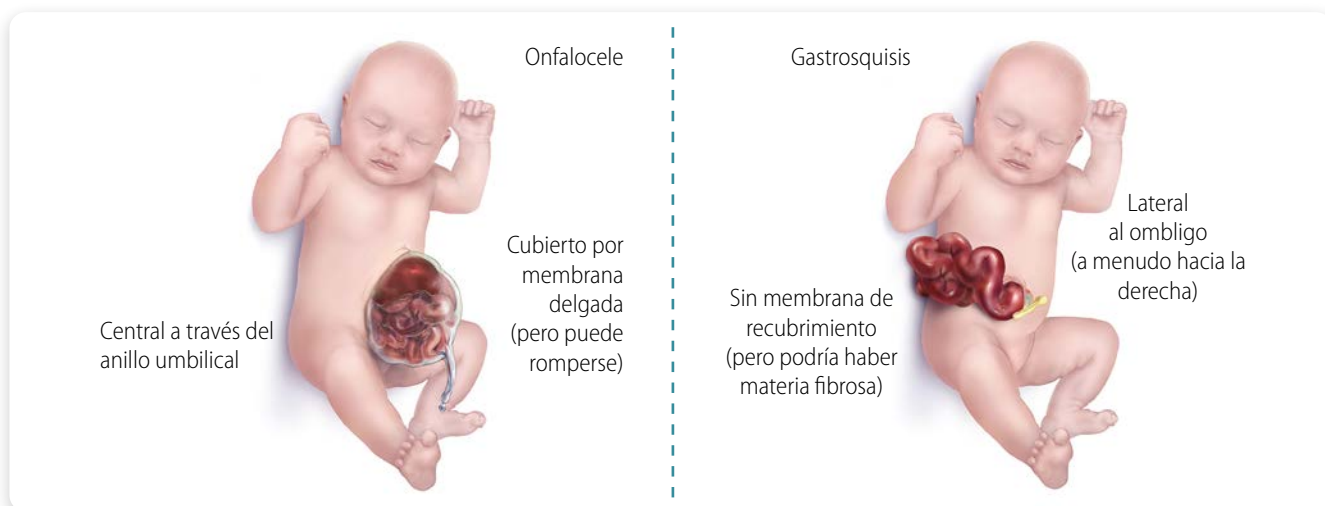 Onfalocele
Cubierto por
membrana
delgada
(pero puede
romperse)
Central a través del
anillo umbilical
Gastrosquisis
Lateral
al ombligo
(a menudo hacia la
derecha)
Sin membrana de
recubrimiento
(pero podría haber
materia fibrosa)